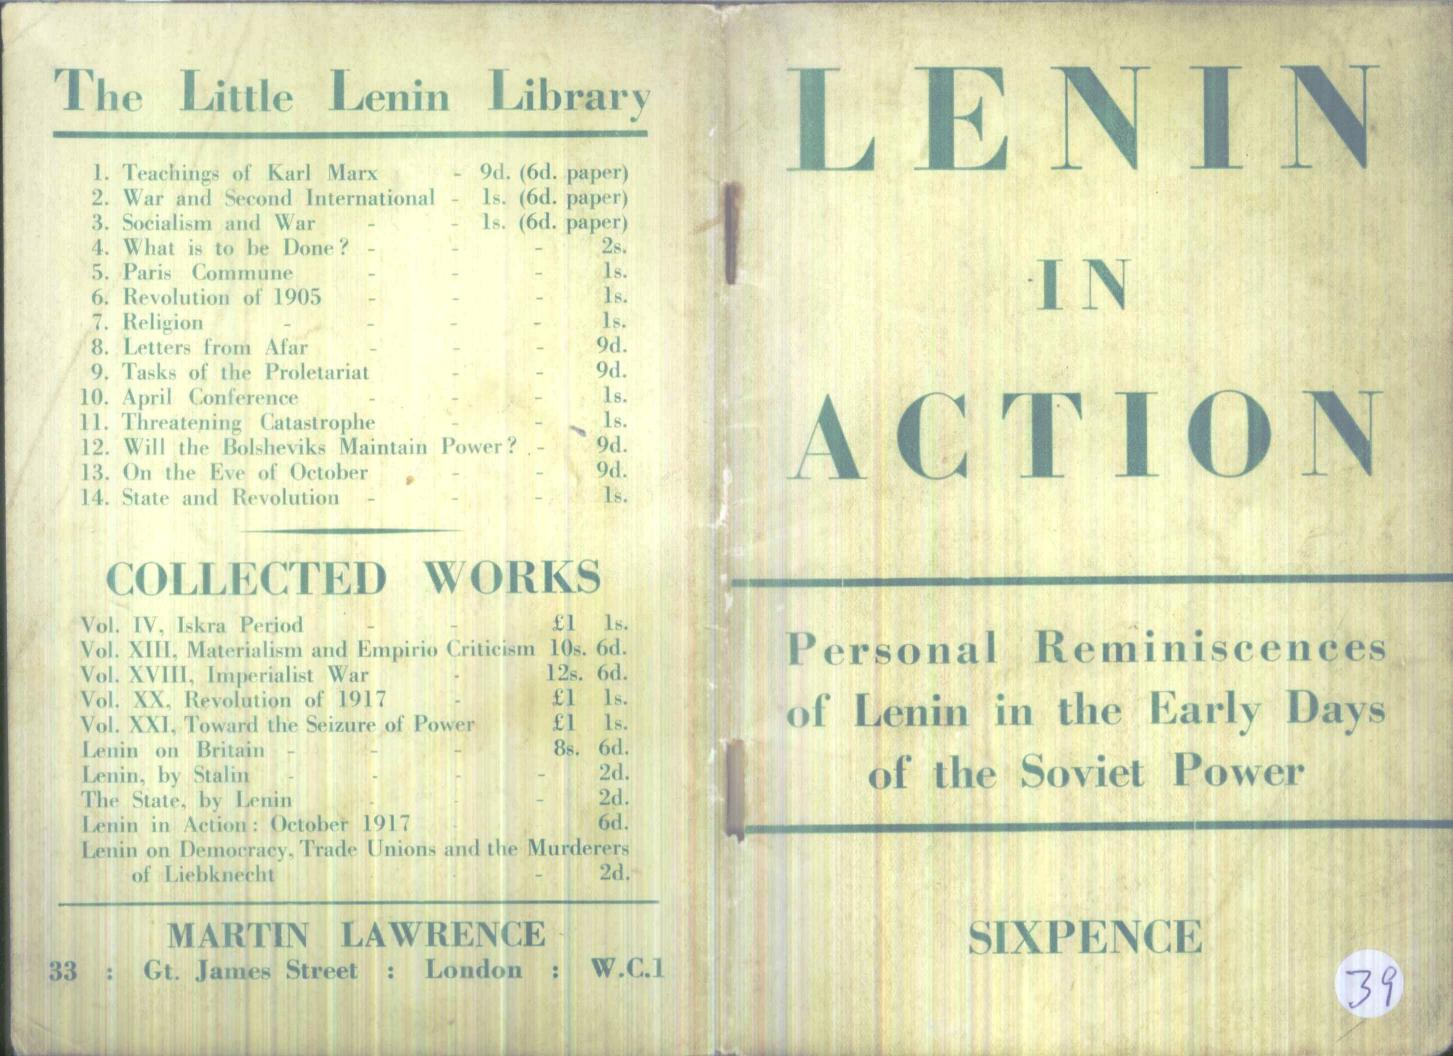 The Little Lenin Library
1. Teachings of Karl Marx - 9d. (6d. paper)
2. War and Second International - 1s. (6d. paper)
3. Socialism and War - - 1s. (6d. paper)
4. What is to be Done? - - - 2s.
5. Paris Commune - - - 1s.
6. Revolution of 1905 - - - 1s.
7. Religion - - - - 1s.
8. Letters from Afar - - - 9d.
9. Tasks of the Proletariat - - 9d.
10. April Conference - - - 1s.
11. Threatening Catastrophe - - 1s.
12. Will the Bolsheviks Maintain Power? - 9d.
13. On the Eve of October - - 9d.
14. State and Revolution - - - 1s.
COLLECTED WORKS
Vol. IV, Iskra Period - - £1 1s.
Vol. XIII, Materialism and Empirio Criticism 10s. 6d.
Vol. XVIII, Imperialist War - 12s. 6d.
Vol. XX, Revolution of 1917 - £1 1s.
Vol. XXI, Toward the Seizure of Power £1 1s.
Lenin on Britain - - - 8s. 6d.
Lenin, by Stalin - - - - 2d.
The State, by Lenin - - - 2d.
Lenin in Action: October 1917 - 6d.
Lenin on Democracy, Trade Unions and the Murderers
of Liebknecht - - - 2d.
MARTIN LAWRENCE
33 : Gt. James Street : London : W.C.1
LENIN
IN
ACTION
Personal Reminiscences
of Lenin in the Early Days
of the Soviet Power
SIXPENCE
39